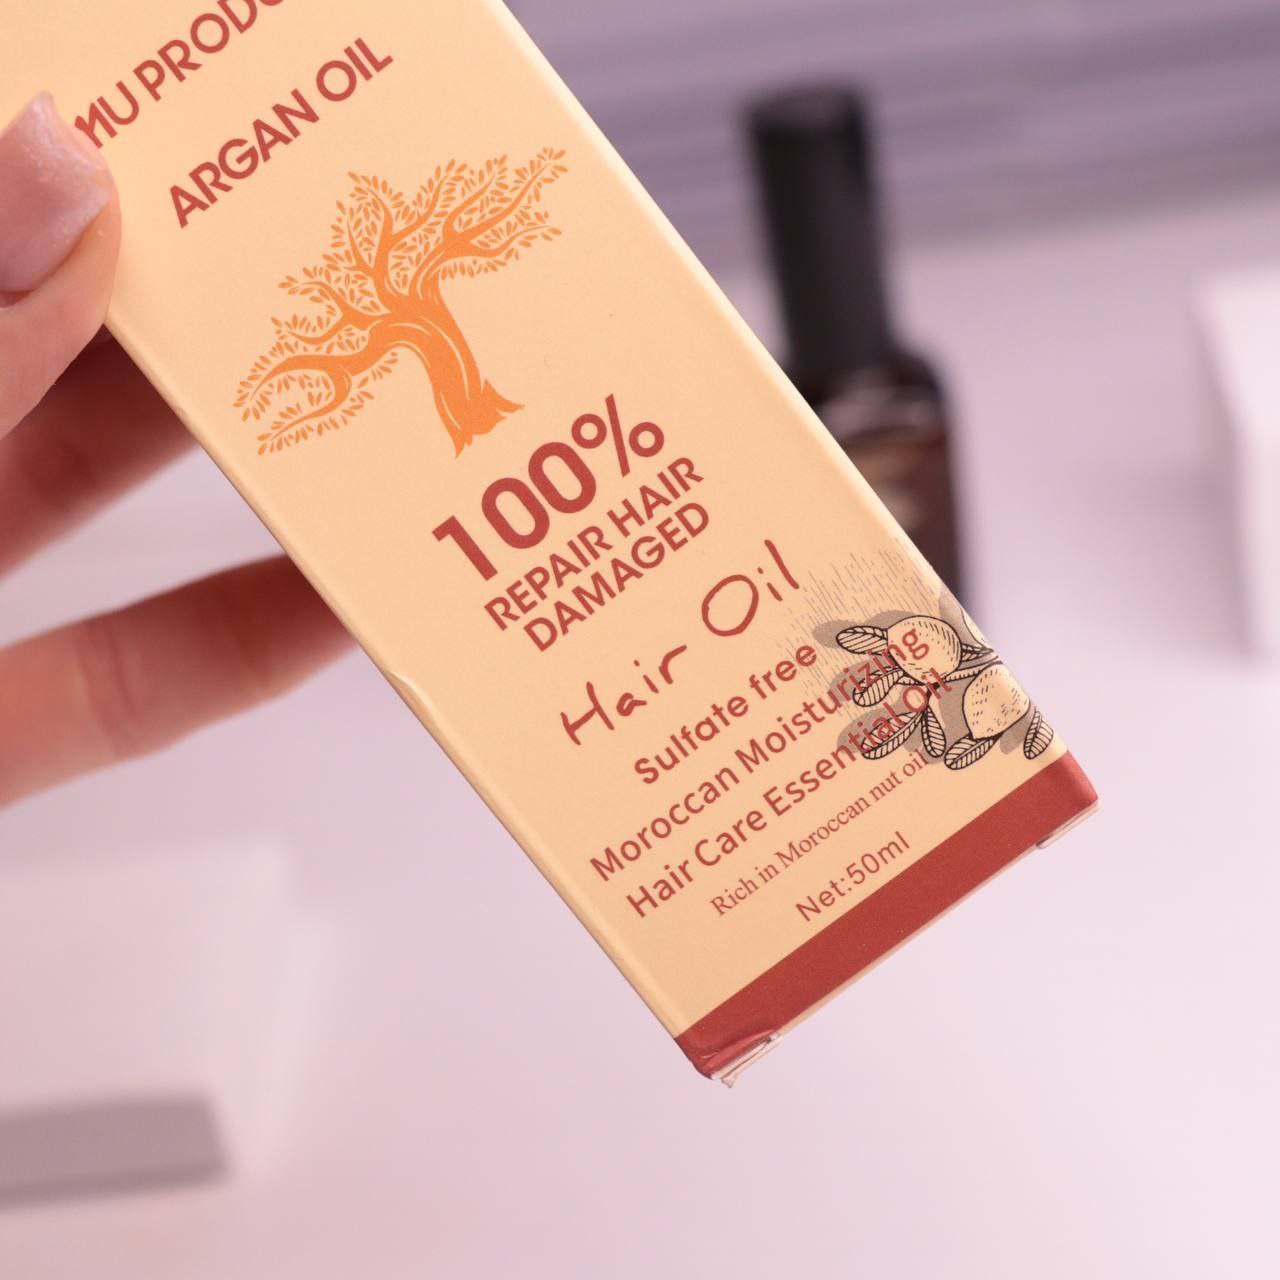 ARGAN OIL
100%
REPAIR HAIR
DAMAGED
Hair Oil
Sulfate free
Moroccan Moisturizing
Hair Care Essential Oil
Rich in Moroccan nut oil
Net:50ml